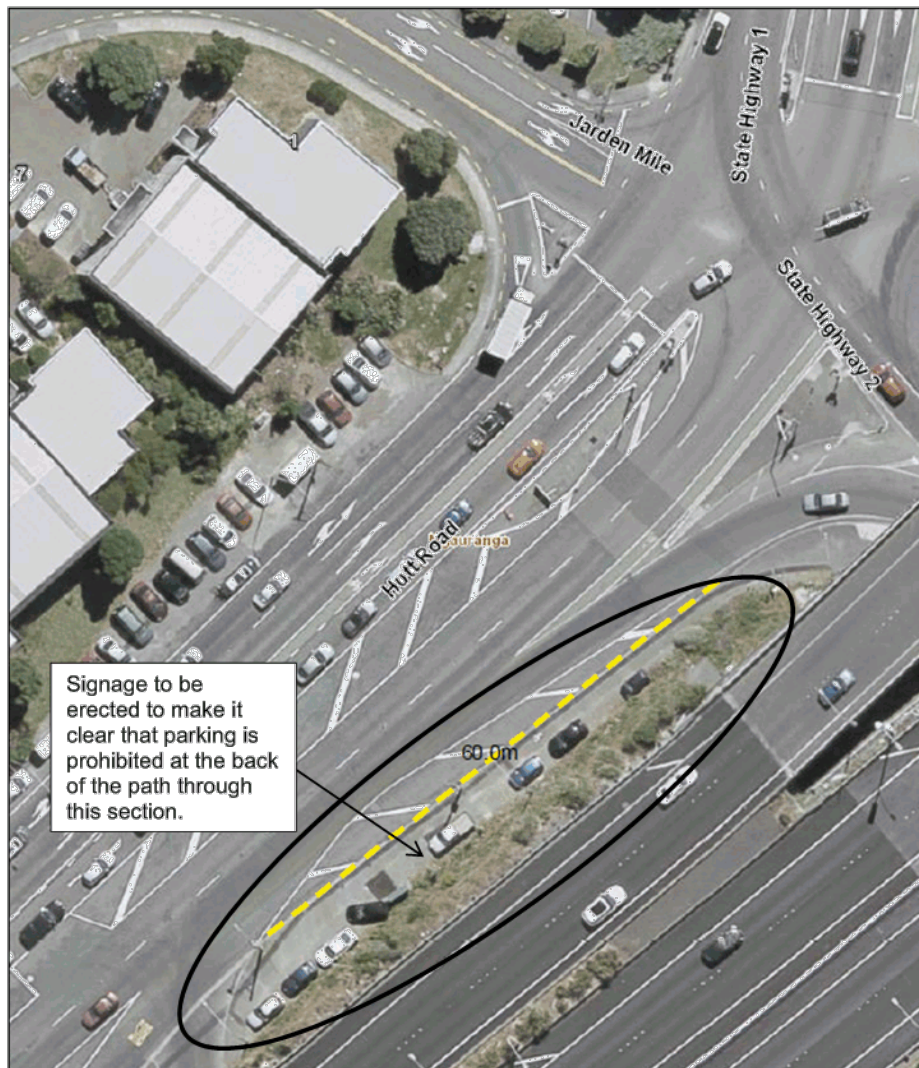 1
7
Jarden Mile
State Highway 1
State Highway 2
Hutt Road
60.0m
Signage to be
erected to make it
clear that parking is
prohibited at the back
of the path through
this section.